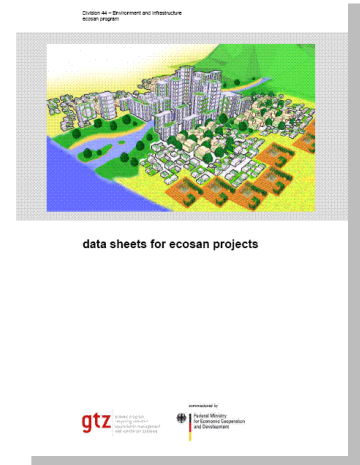 Division 44 – Environment and Infrastructure
ecosan program
data sheets for ecosan projects
commissioned by
gtz
Federal Ministry
for Economic Cooperation
and Development